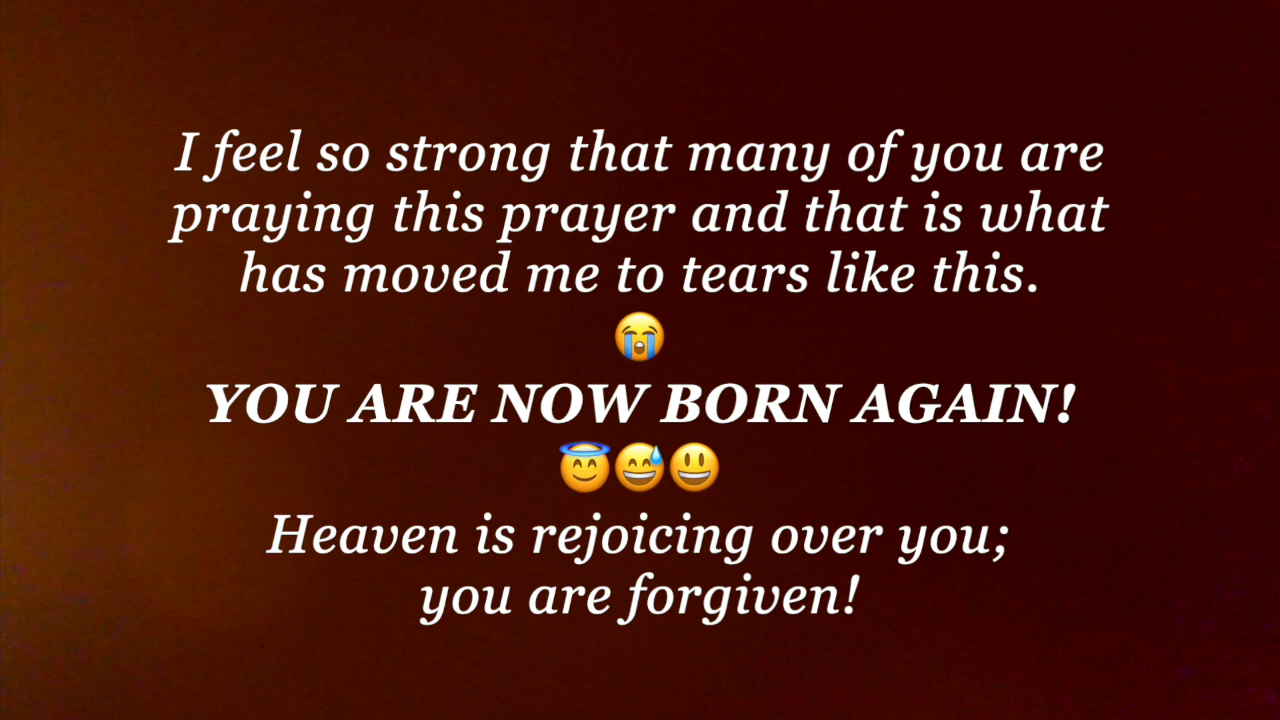 I feel so strong that many of you are
praying this prayer and that is what
has moved me to tears like this.
😭
YOU ARE NOW BORN AGAIN!
😇😅😃
Heaven is rejoicing over you;
you are forgiven!